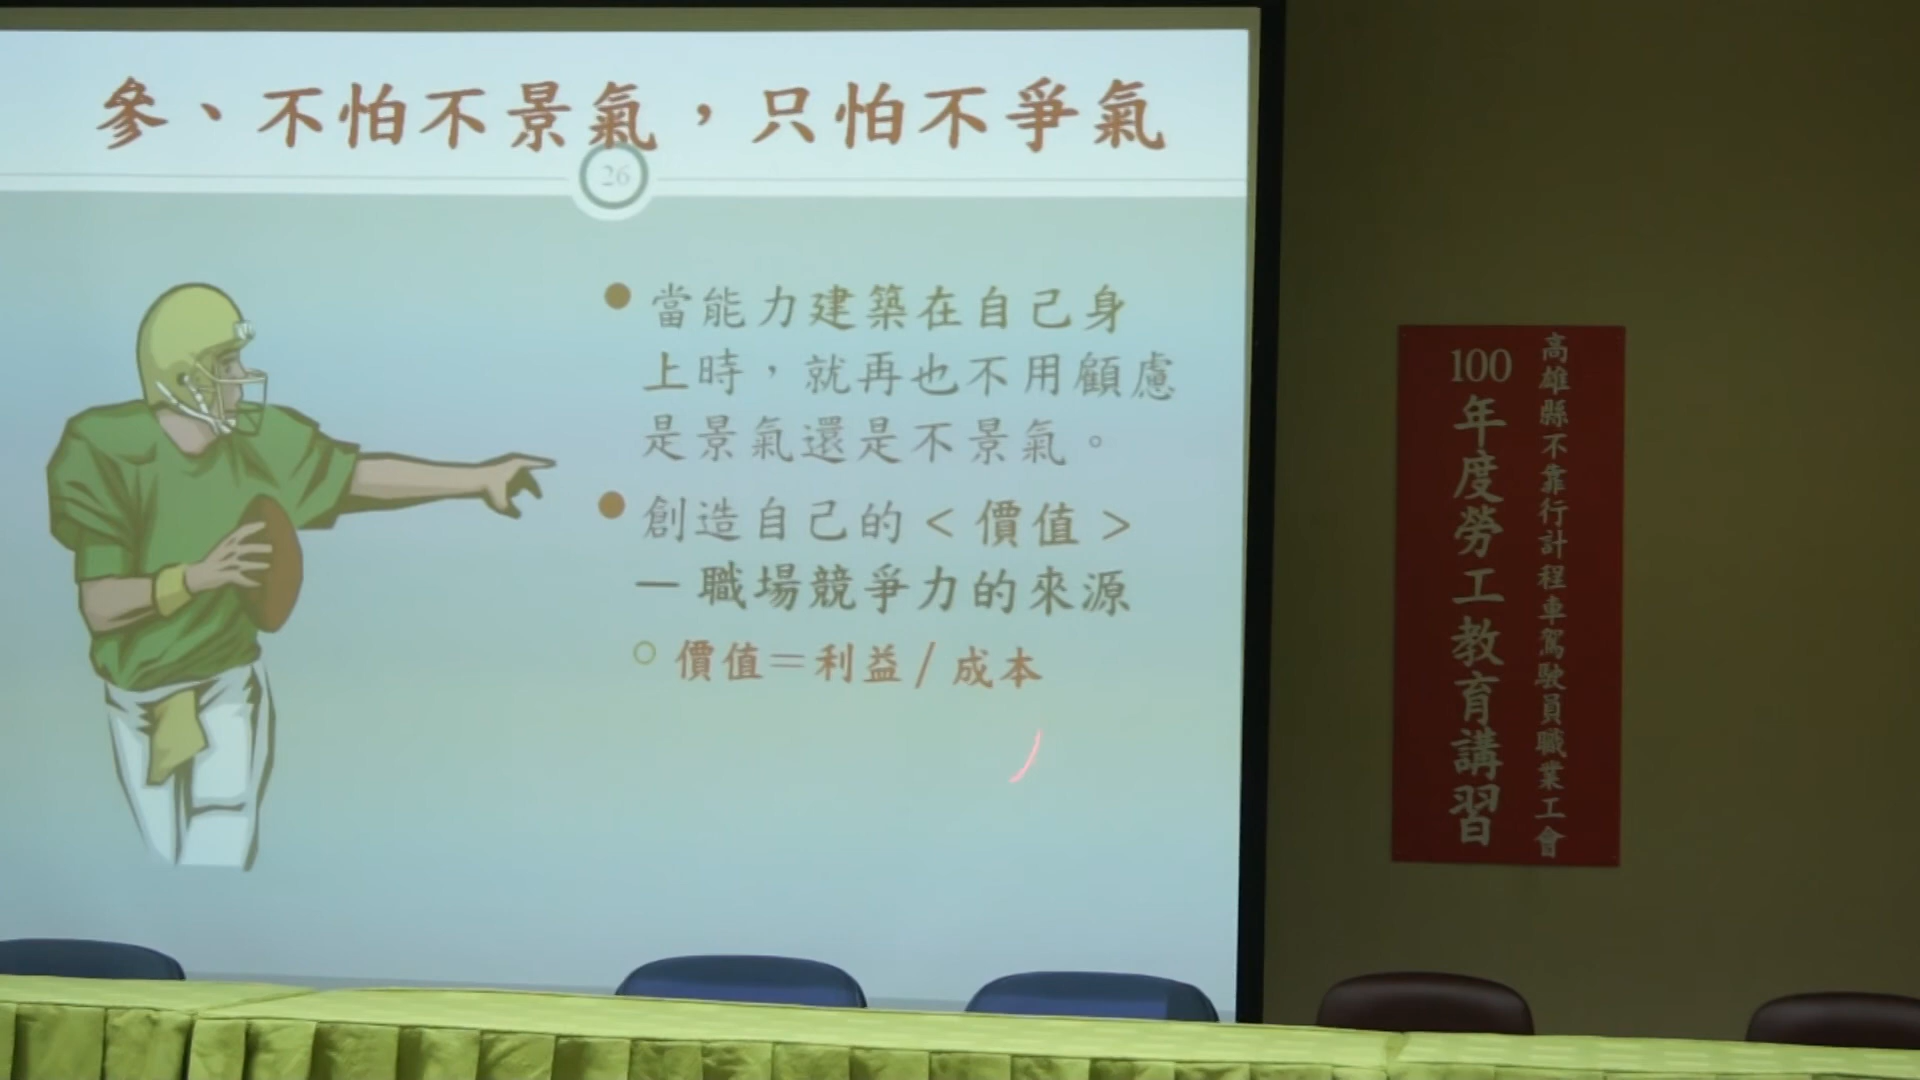 參、不怕不景氣，只怕不爭氣
26
當能力建築在自己身
上時，就再也不用顧慮
是景氣還是不景氣。
創造自己的<價值>
—職場競爭力的來源
價值=利益/成本
高雄縣不靠行計程車駕駛員職業工會
100年度勞工教育講習